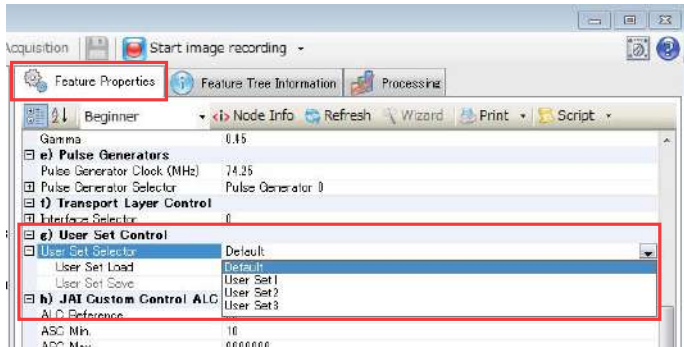 Acquisition Start image recording
Feature Properties Feature Tree Information Processing
Beginner <i> Node Info Refresh Wizard Print Script
Gamma 0.45
e) Pulse Generators
Pulse Generator Clock (MHz) 74.25
Pulse Generator Selector Pulse Generator 0
f) Transport Layer Control
Interface Selector 0
g) User Set Control
User Set Selector Default
User Set Load Default
User Set1
User Set Save User Set2
h) JAI Custom Control ALC User Set3
ALC Reference
ASC Min. 10